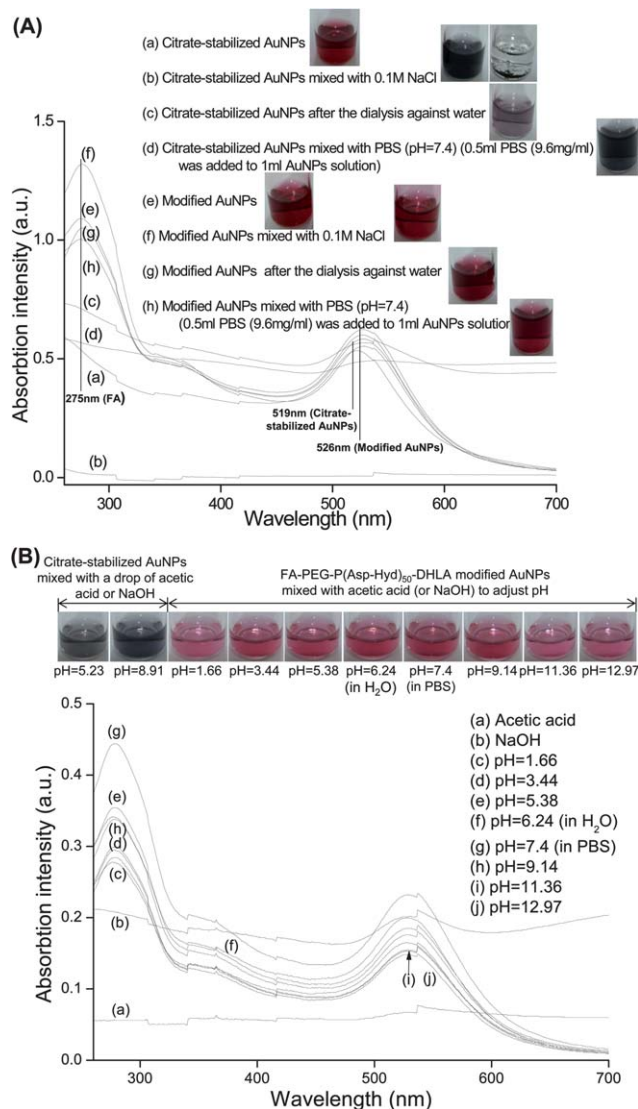 (A)
(a) Citrate-stabilized AuNPs
(b) Citrate-stabilized AuNPs mixed with 0.1M NaCl
(c) Citrate-stabilized AuNPs after the dialysis against water
(d) Citrate-stabilized AuNPs mixed with PBS (pH=7.4) (0.5ml PBS (9.6mg/ml)
was added to 1ml AuNPs solution)
(e) Modified AuNPs
(f) Modified AuNPs mixed with 0.1M NaCl
(g) Modified AuNPs after the dialysis against water
(h) Modified AuNPs mixed with PBS (pH=7.4)
(0.5ml PBS (9.6mg/ml) was added to 1ml AuNPs solution
Absorbtion intensity (a.u.)
1.5
1.0
0.5
0.0
(f)
(e)
(g)
(h)
(c)
(d)
(a)
(b)
275nm (FA)
519nm (Citrate-
stabilized AuNPs)
526nm (Modified AuNPs)
300 400 500 600 700
Wavelength (nm)
(B)
Citrate-stabilized AuNPs
mixed with a drop of acetic
acid or NaOH
FA-PEG-P(Asp-Hyd)50-DHLA modified AuNPs
mixed with acetic acid (or NaOH) to adjust pH
pH=5.23 pH=8.91 pH=1.66 pH=3.44 pH=5.38 pH=6.24 pH=7.4 pH=9.14 pH=11.36 pH=12.97
(in H2O) (in PBS)
Absorbtion intensity (a.u.)
0.5
0.4
0.3
0.2
0.1
0.0
(g)
(e)
(h)
(d)
(c)
(b)
(f)
(a)
(i)
(j)
(a) Acetic acid
(b) NaOH
(c) pH=1.66
(d) pH=3.44
(e) pH=5.38
(f) pH=6.24 (in H2O)
(g) pH=7.4 (in PBS)
(h) pH=9.14
(i) pH=11.36
(j) pH=12.97
300 400 500 600 700
Wavelength (nm)